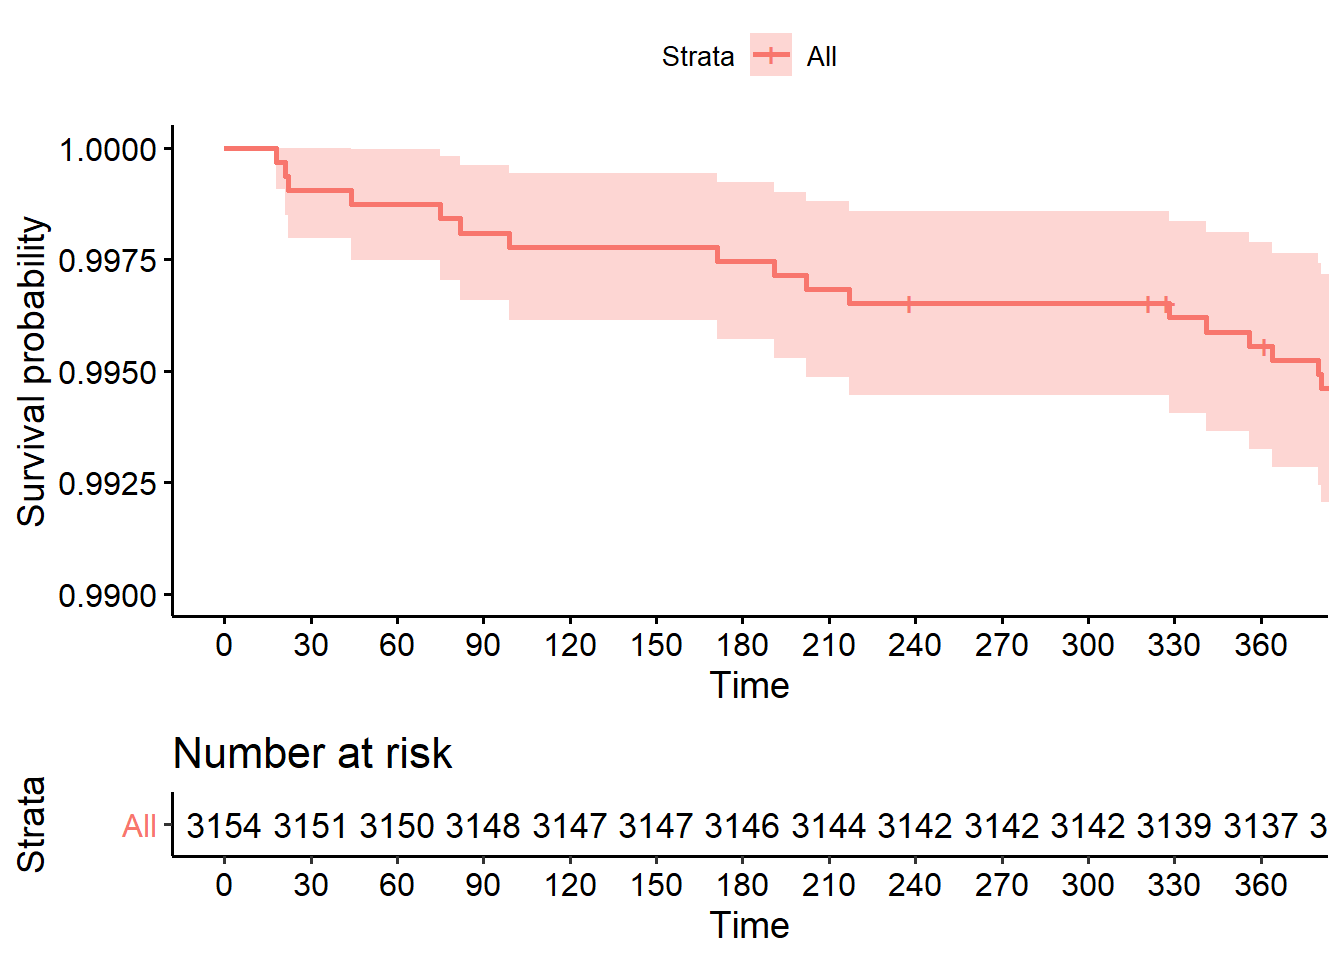 Strata All
1.0000
0.9975
0.9950
0.9925
0.9900
Survival probability
0 30 60 90 120 150 180 210 240 270 300 330 360
Time
Number at risk
Strata
All 3154 3151 3150 3148 3147 3147 3146 3144 3142 3142 3142 3139 3137 3
0 30 60 90 120 150 180 210 240 270 300 330 360
Time